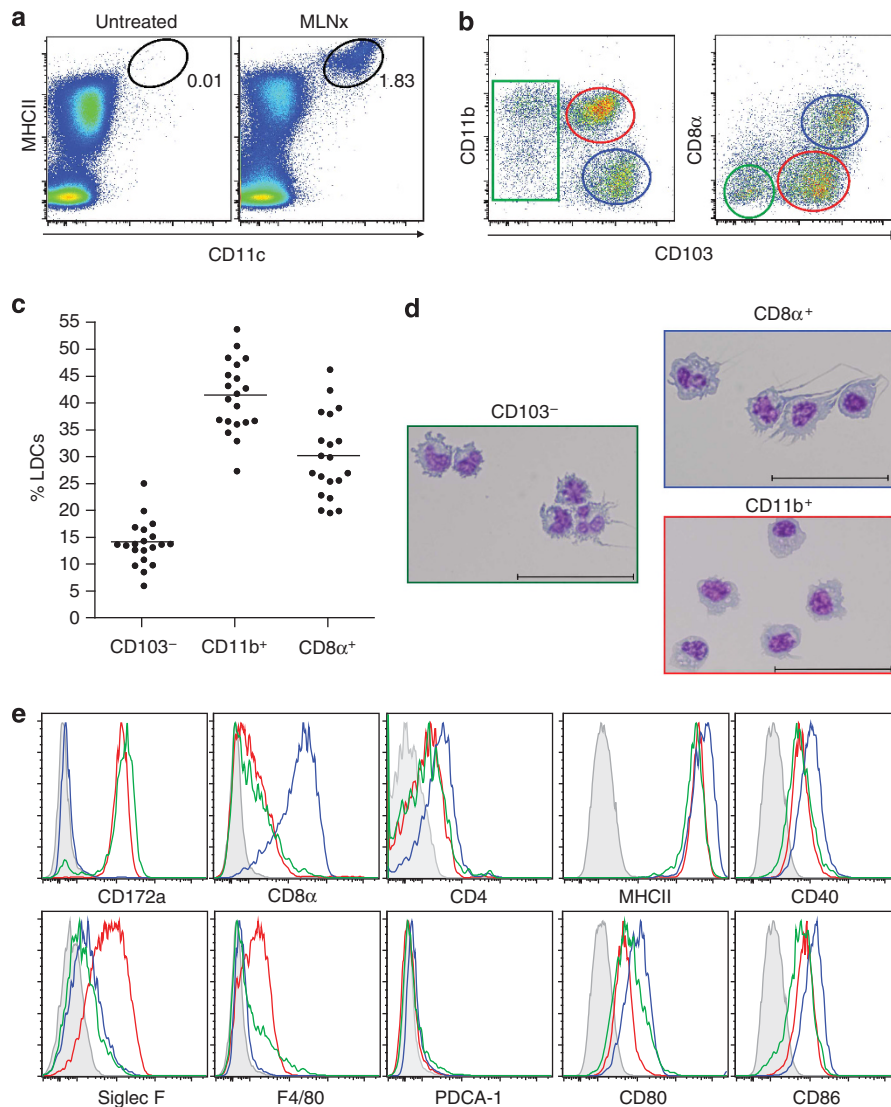 a
Untreated
MLNx
MHCII
0.01
1.83
CD11c
b
CD11b
CD8α
CD103
c
% LDCs
55
50
45
40
35
30
25
20
15
10
5
0
CD103⁻
CD11b⁺
CD8α⁺
d
CD103⁻
CD8α⁺
CD11b⁺
e
CD172a
CD8α
CD4
MHCII
CD40
Siglec F
F4/80
PDCA-1
CD80
CD86